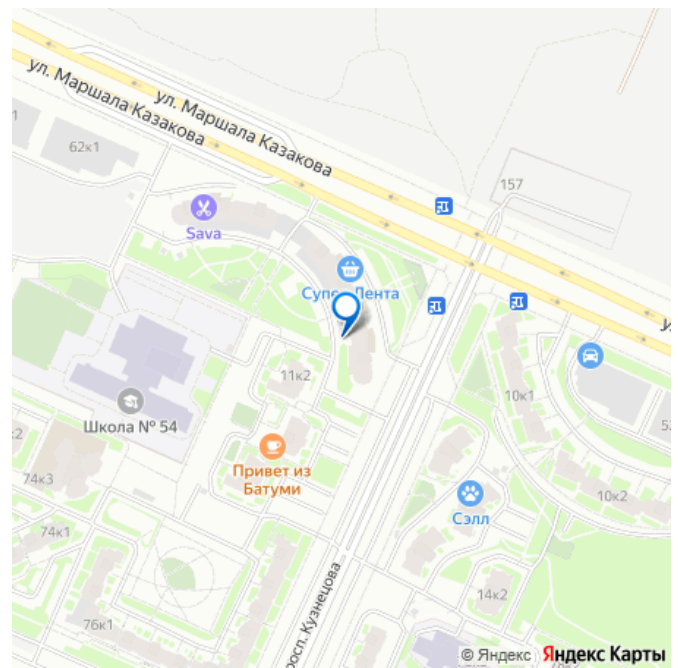 ул. Маршала Казакова
ул. Маршала Казакова
62к1
157
Sava
Супер Лента
11к2
10к1
Школа № 54
Привет из
Батуми
74к3
10к2
Сэлл
74к1
14к2
76к1
просп. Кузнецова
© Яндекс Яндекс Карты